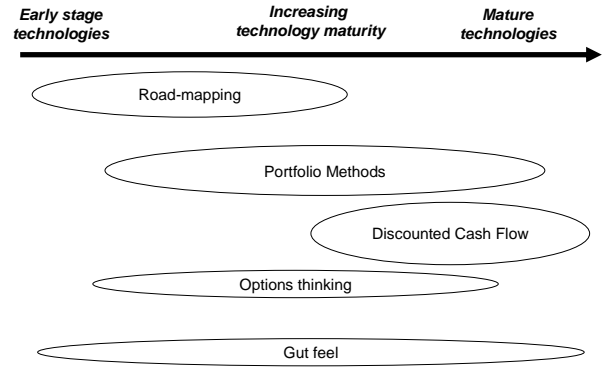 Early stage
technologies
Increasing
technology maturity
Mature
technologies
Road-mapping
Portfolio Methods
Discounted Cash Flow
Options thinking
Gut feel